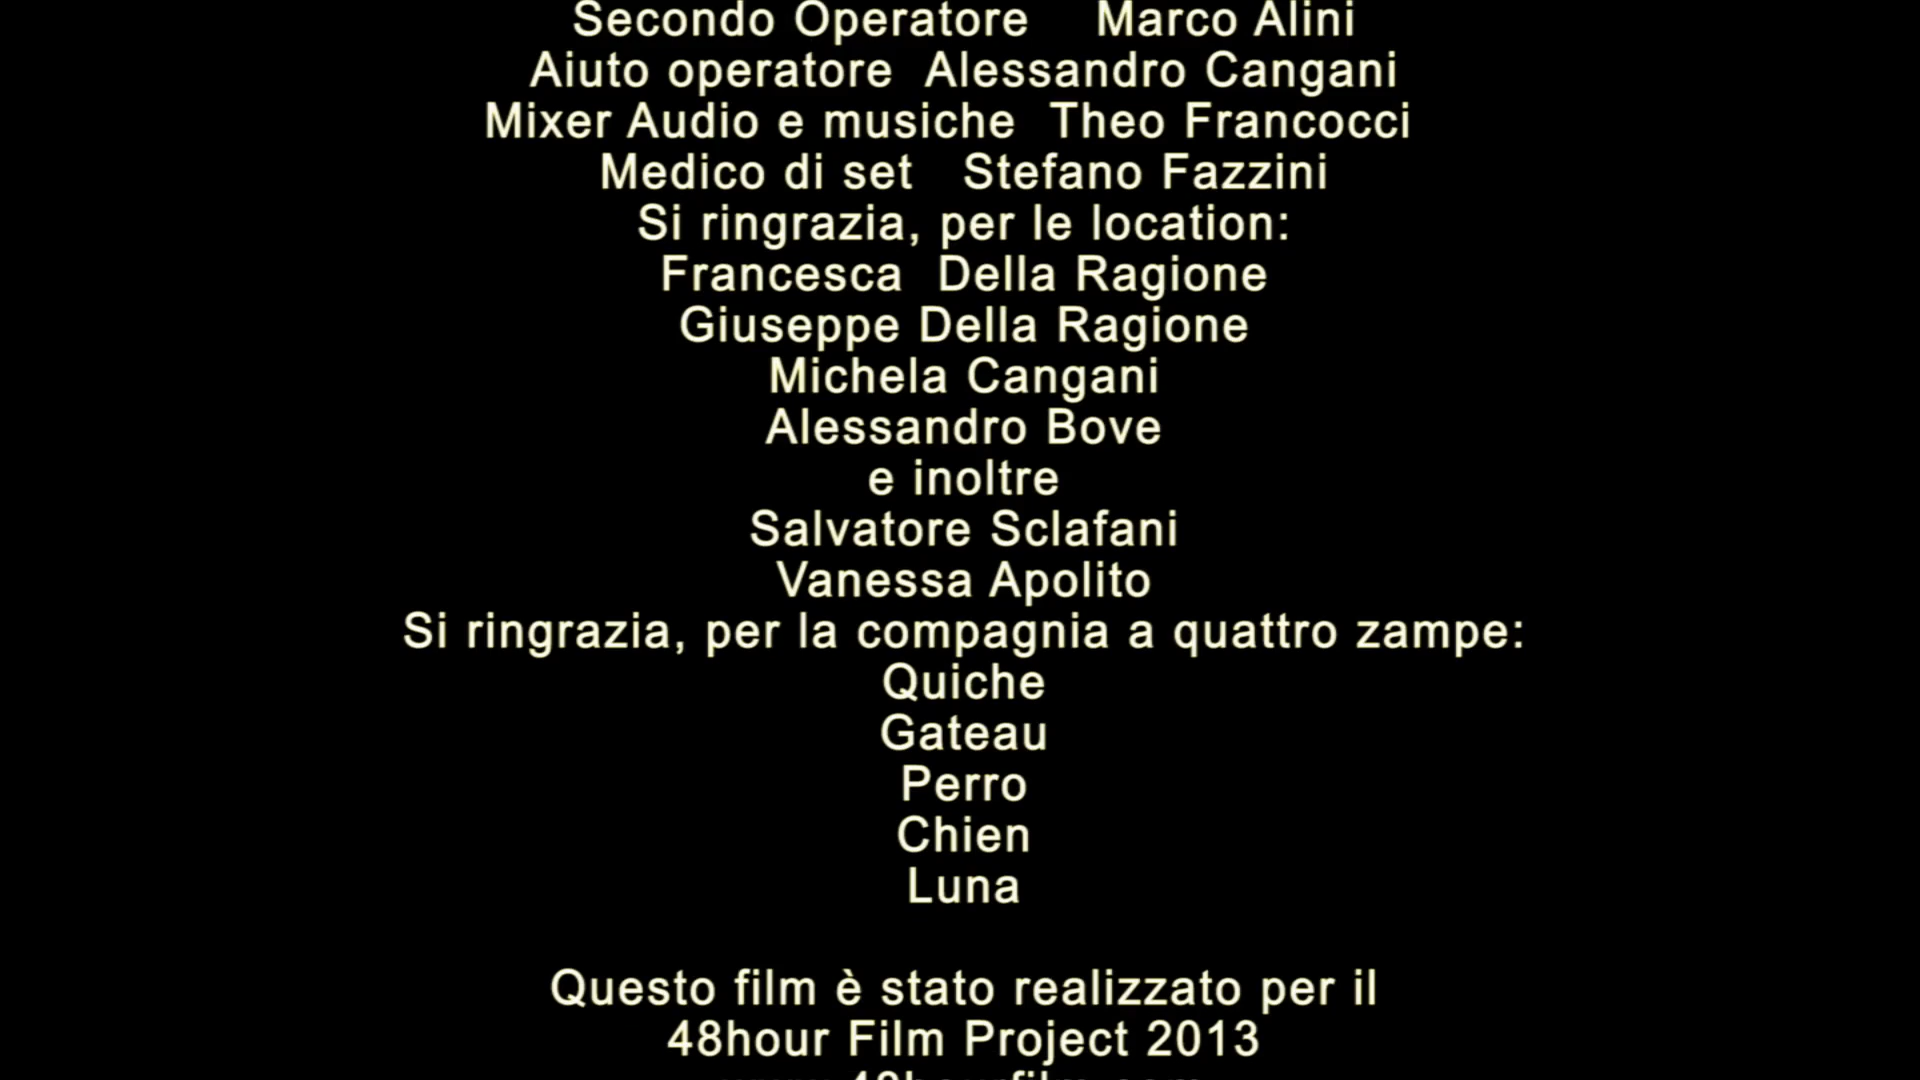 Secondo Operatore Marco Alini
Aiuto operatore Alessandro Cangani
Mixer Audio e musiche Theo Francocci
Medico di set Stefano Fazzini
Si ringrazia, per le location:
Francesca Della Ragione
Giuseppe Della Ragione
Michela Cangani
Alessandro Bove
e inoltre
Salvatore Sclafani
Vanessa Apolito
Si ringrazia, per la compagnia a quattro zampe:
Quiche
Gateau
Perro
Chien
Luna
Questo film è stato realizzato per il
48hour Film Project 2013